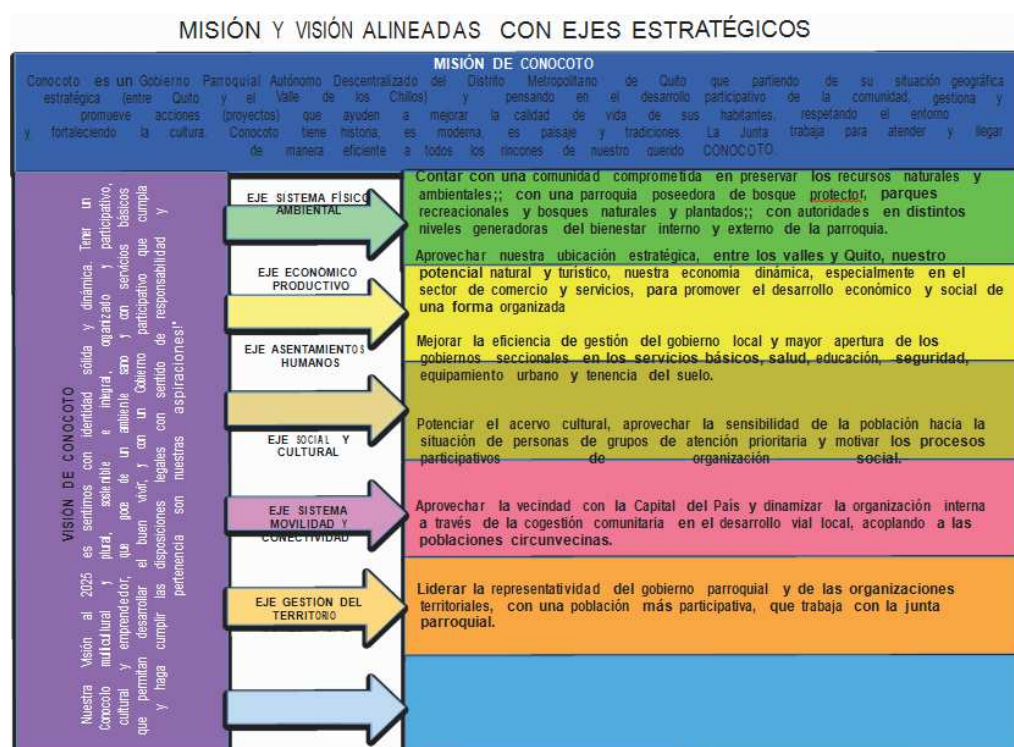 MISIÓN Y VISIÓN ALINEADAS CON EJES ESTRATÉGICOS
MISIÓN DE CONOCOTO
Conocoto es un Gobierno Parroquial Autónomo Descentralizado del Distrito Metropolitano de Quito que partiendo de su situación geográfica
estratégica (entre Quito y el Valle de los Chillos) y pensando en el desarrollo participativo de la comunidad, gestiona y
promueve acciones (proyectos) que ayuden a mejorar la calidad de vida de sus habitantes, respetando el entorno
y fortaleciendo la cultura. Conocoto tiene historia, es moderna, es paisaje y tradiciones. La Junta trabaja para atender y llegar
de manera eficiente a todos los rincones de nuestro querido CONOCOTO.
VISIÓN DE CONOCOTO
Nuestra Visión al 2025 es sentirnos con identidad sólida y dinámica. Tener un
Conocoto multicultural y plural, sostenible e integral, organizado y participativo,
cultural y emprendedor, que goce de un ambiente sano y con servicios básicos
que permitan desarrollar el buen vivir, y con un Gobierno participativo que cumpla
y haga cumplir las disposiciones legales con sentido de responsabilidad y
pertenencia son nuestras aspiraciones!"
EJE SISTEMA FÍSICO
AMBIENTAL
Contar con una comunidad comprometida en preservar los recursos naturales y
ambientales;; con una parroquia poseedora de bosque protector, parques
recreacionales y bosques naturales y plantados;; con autoridades en distintos
niveles generadoras del bienestar interno y externo de la parroquia.
EJE ECONÓMICO
PRODUCTIVO
Aprovechar nuestra ubicación estratégica, entre los valles y Quito, nuestro
potencial natural y turístico, nuestra economía dinámica, especialmente en el
sector de comercio y servicios, para promover el desarrollo económico y social de
una forma organizada
EJE ASENTAMIENTOS
HUMANOS
Mejorar la eficiencia de gestión del gobierno local y mayor apertura de los
gobiernos seccionales en los servicios básicos, salud, educación, seguridad,
equipamiento urbano y tenencia del suelo.
EJE SOCIAL Y
CULTURAL
Potenciar el acervo cultural, aprovechar la sensibilidad de la población hacia la
situación de personas de grupos de atención prioritaria y motivar los procesos
participativos de organización social.
EJE SISTEMA
MOVILIDAD Y
CONECTIVIDAD
Aprovechar la vecindad con la Capital del País y dinamizar la organización interna
a través de la cogestión comunitaria en el desarrollo vial local, acoplando a las
poblaciones circunvecinas.
EJE GESTIÓN DEL
TERRITORIO
Liderar la representatividad del gobierno parroquial y de las organizaciones
territoriales, con una población más participativa, que trabaja con la junta
parroquial.